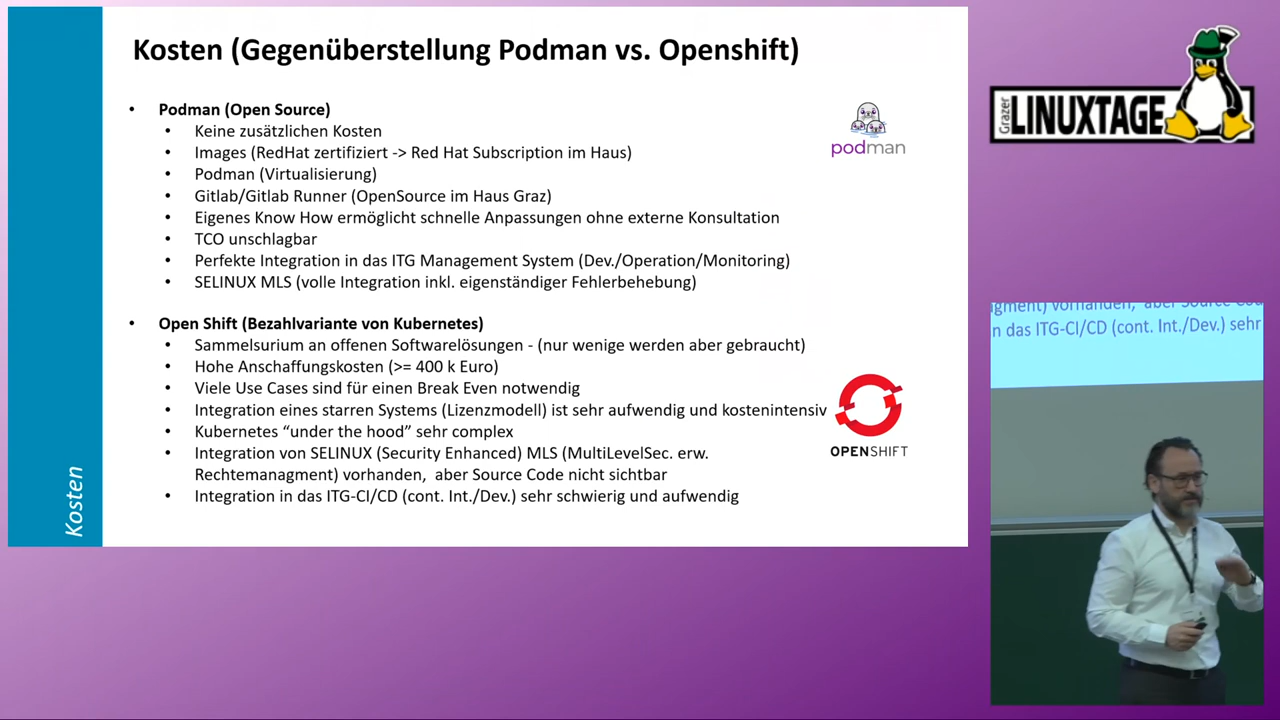 Kosten (Gegenüberstellung Podman vs. Openshift)
• Podman (Open Source)
• Keine zusätzlichen Kosten
• Images (RedHat zertifiziert -> Red Hat Subscription im Haus)
• Podman (Virtualisierung)
• Gitlab/Gitlab Runner (OpenSource im Haus Graz)
• Eigenes Know How ermöglicht schnelle Anpassungen ohne externe Konsultation
• TCO unschlagbar
• Perfekte Integration in das ITG Management System (Dev./Operation/Monitoring)
• SELINUX MLS (volle Integration inkl. eigenständiger Fehlerbehebung)
• Open Shift (Bezahlvariante von Kubernetes)
• Sammelsurium an offenen Softwarelösungen - (nur wenige werden aber gebraucht)
• Hohe Anschaffungskosten (>= 400 k Euro)
• Viele Use Cases sind für einen Break Even notwendig
• Integration eines starren Systems (Lizenzmodell) ist sehr aufwendig und kostenintensiv
• Kubernetes “under the hood” sehr complex
• Integration von SELINUX (Security Enhanced) MLS (MultiLevelSec. erw.
Rechtemanagment) vorhanden, aber Source Code nicht sichtbar
• Integration in das ITG-CI/CD (cont. Int./Dev.) sehr schwierig und aufwendig
Kosten
podman
OPENSHIFT
Grazer
LINUXTAGE
gment) vorhanden, aber Source Cod
n das ITG-CI/CD (cont. Int./Dev.) sehr